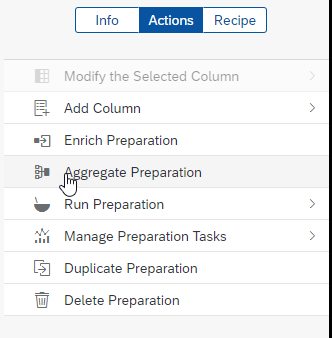 Info Actions Recipe
Modify the Selected Column
Add Column
Enrich Preparation
Aggregate Preparation
Run Preparation
Manage Preparation Tasks
Duplicate Preparation
Delete Preparation